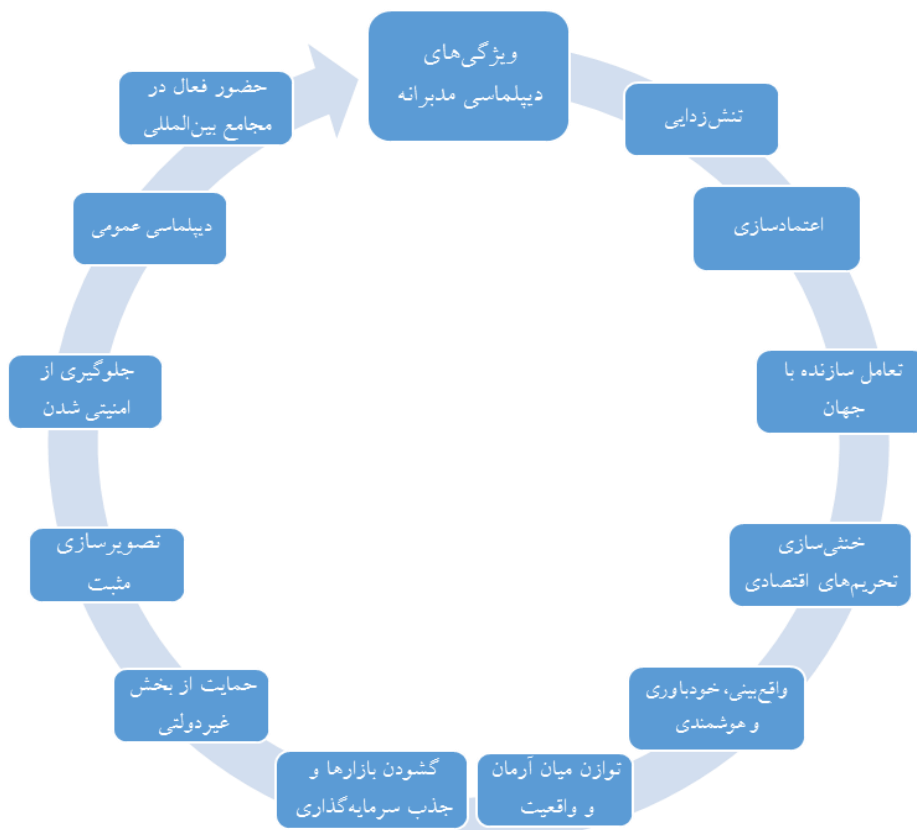 ویژگی‌های
دیپلماسی مدبرانه
تنش‌زدایی
اعتمادسازی
تعامل سازنده با
جهان
خنثی‌سازی
تحریم‌های اقتصادی
واقع‌بینی، خودباوری
و هوشمندی
توازن میان آرمان
و واقعیت
گشودن بازارها و
جذب سرمایه‌گذاری
حمایت از بخش
غیردولتی
تصویرسازی
مثبت
جلوگیری از
امنیتی شدن
دیپلماسی عمومی
حضور فعال در
مجامع بین‌المللی